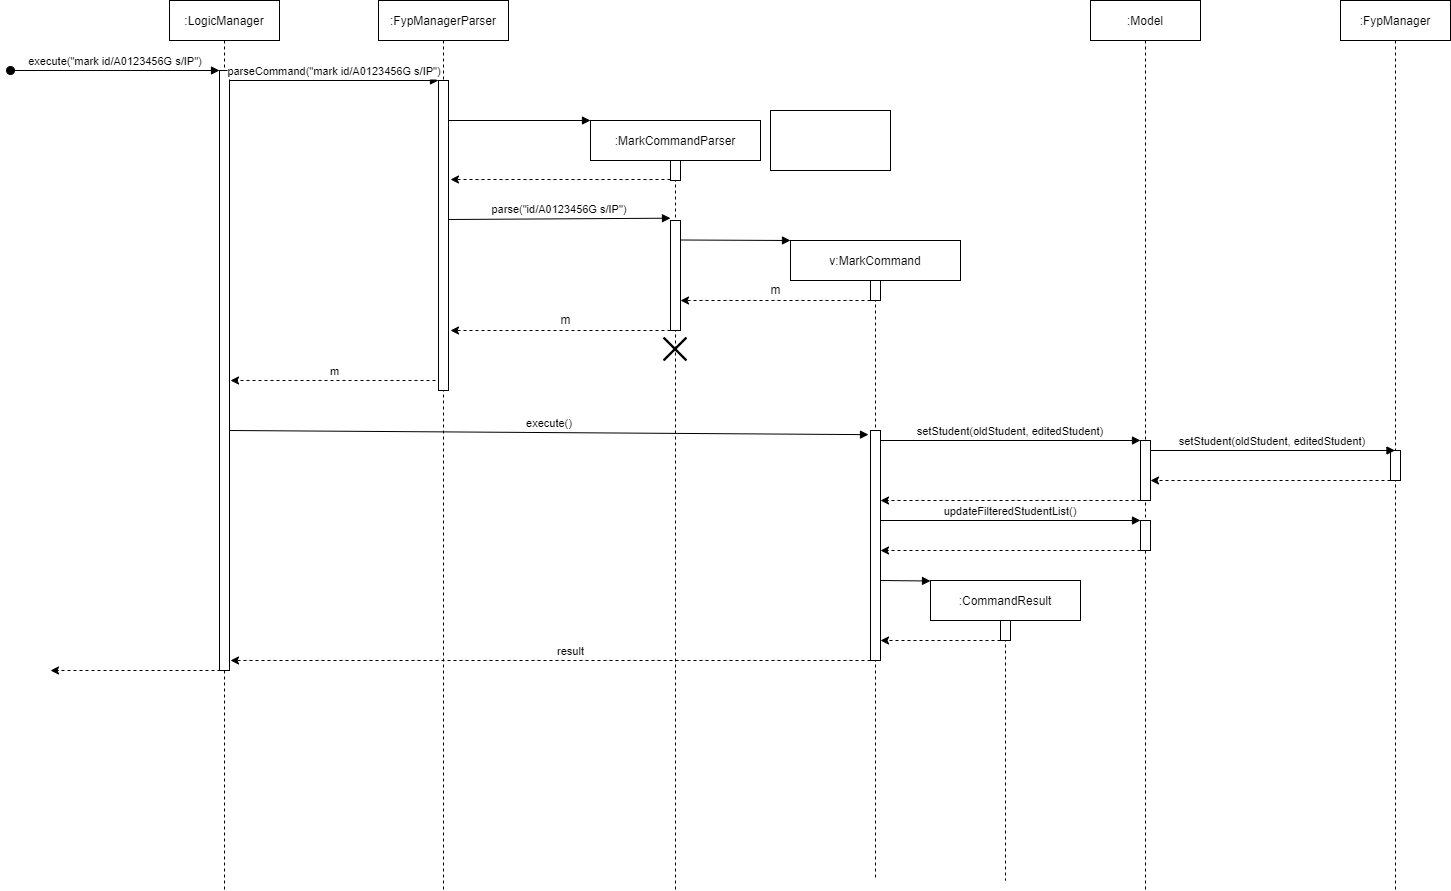 :LogicManager
:FypManagerParser
:Model
:FypManager
execute("mark id/A0123456G s/IP")
parseCommand("mark id/A0123456G s/IP")
:MarkCommandParser
parse("id/A0123456G s/IP")
v:MarkCommand
m
m
m
execute()
setStudent(oldStudent, editedStudent)
setStudent(oldStudent, editedStudent)
updateFilteredStudentList()
:CommandResult
result